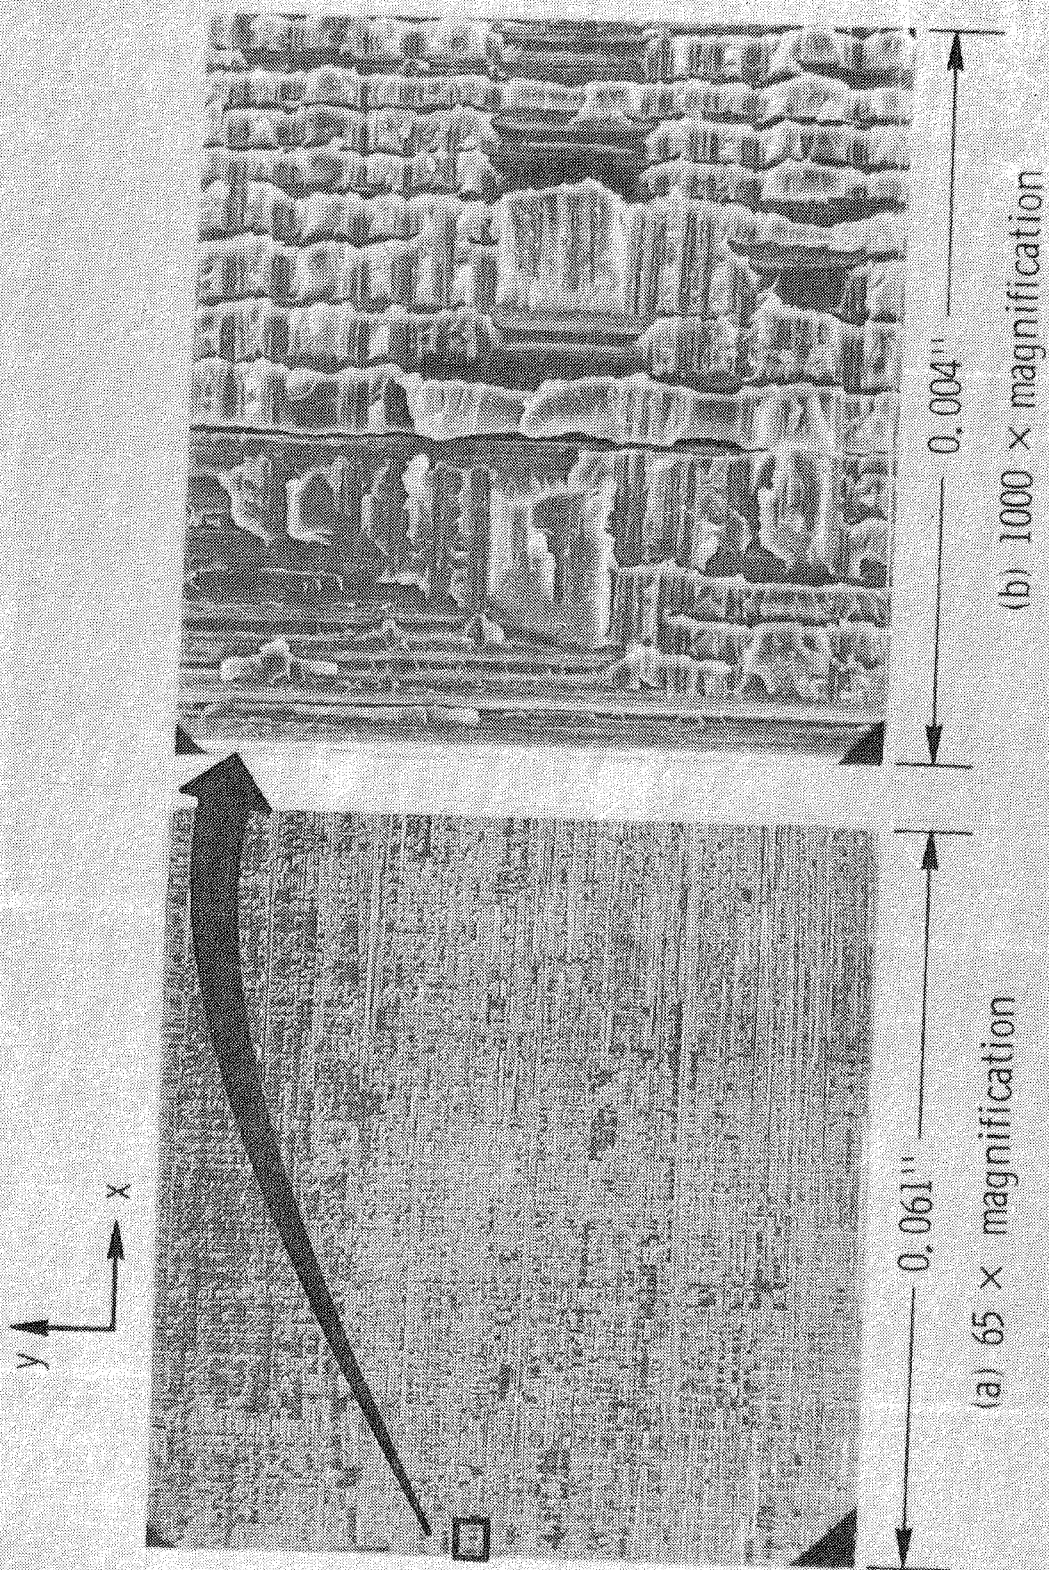 y
x
0.061"
0.004"
(a) 65 × magnification
(b) 1000 × magnification